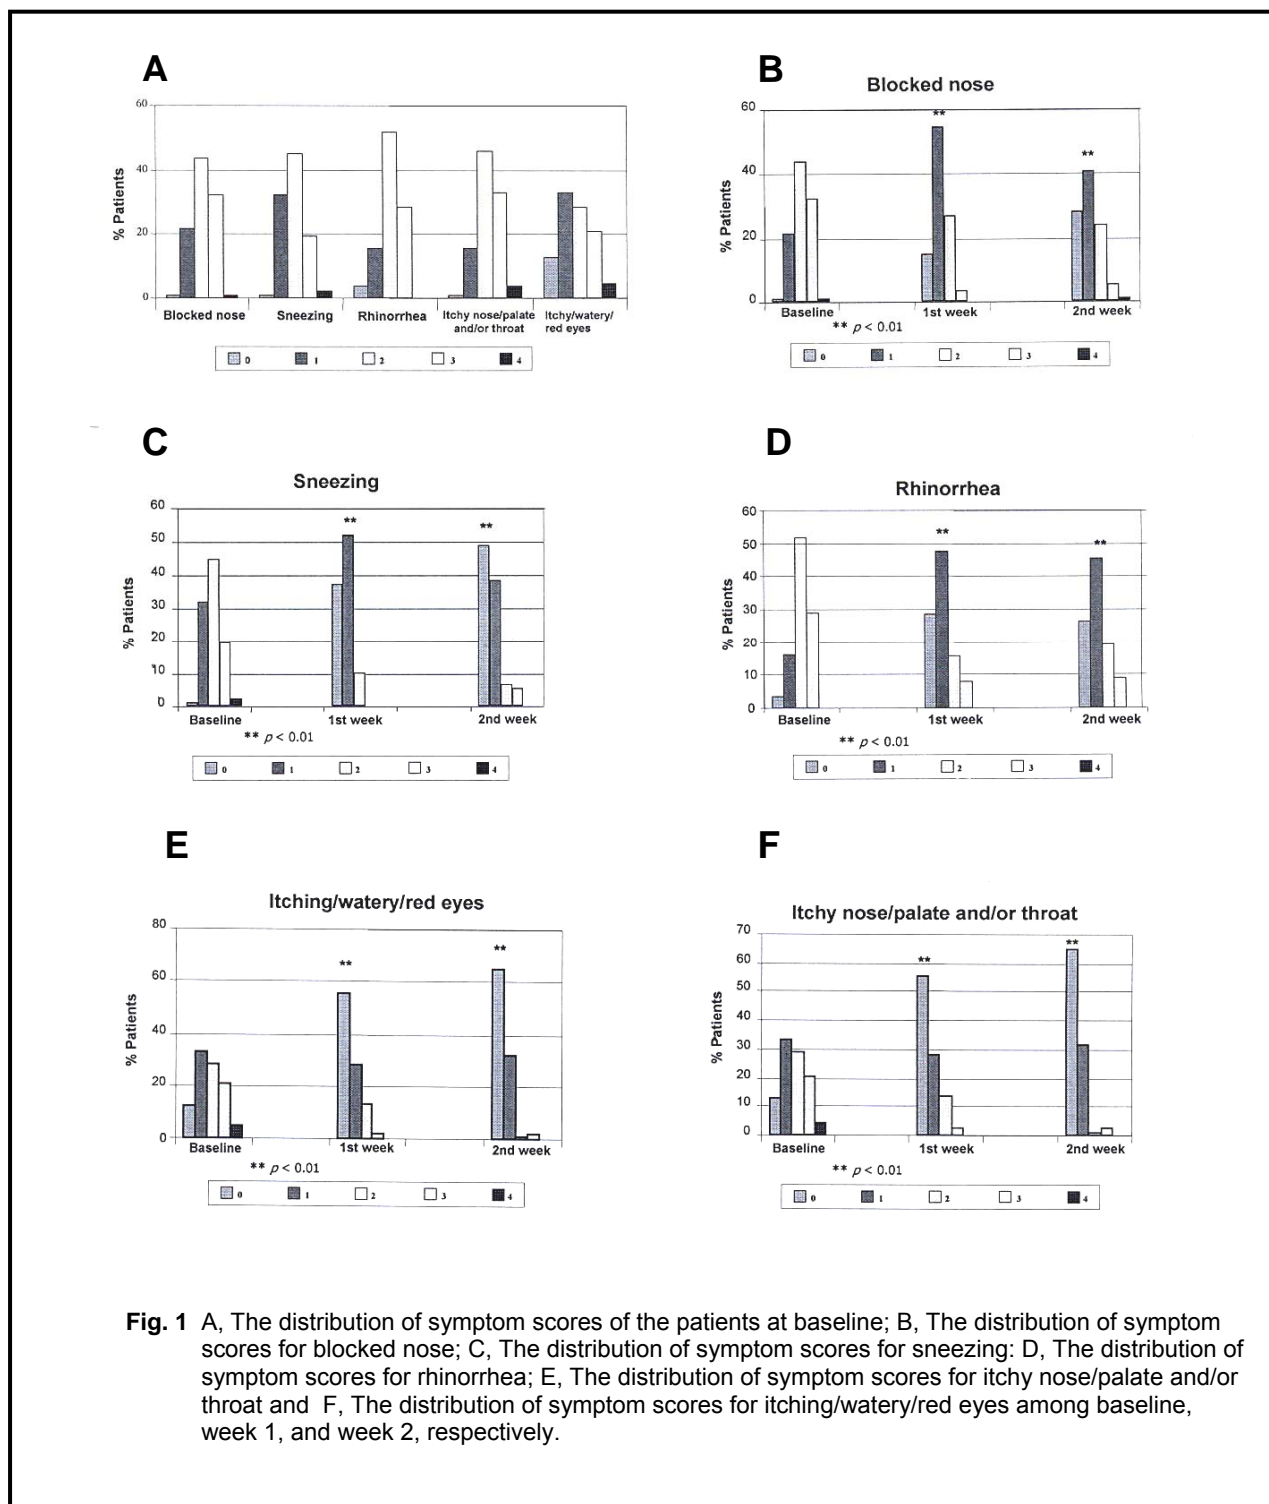 A
60
40
20
0
% Patients
Blocked nose
Sneezing
Rhinorrhea
Itchy nose/palate
and/or throat
Itchy/watery/
red eyes
0 1 2 3 4
B
Blocked nose
60
40
20
0
% Patients
**
**
Baseline
1st week
2nd week
** p < 0.01
0 1 2 3 4
C
Sneezing
60
50
40
30
20
10
0
% Patients
**
**
Baseline
1st week
2nd week
** p < 0.01
0 1 2 3 4
D
Rhinorrhea
60
50
40
30
20
10
0
% Patients
**
**
Baseline
1st week
2nd week
** p < 0.01
0 1 2 3 4
E
Itching/watery/red eyes
80
60
40
20
0
% Patients
**
**
Baseline
1st week
2nd week
** p < 0.01
0 1 2 3 4
F
Itchy nose/palate and/or throat
70
60
50
40
30
20
10
0
% Patients
**
**
Baseline
1st week
2nd week
** p < 0.01
0 1 2 3 4
Fig. 1 A, The distribution of symptom scores of the patients at baseline; B, The distribution of symptom
scores for blocked nose; C, The distribution of symptom scores for sneezing: D, The distribution of
symptom scores for rhinorrhea; E, The distribution of symptom scores for itchy nose/palate and/or
throat and F, The distribution of symptom scores for itching/watery/red eyes among baseline,
week 1, and week 2, respectively.